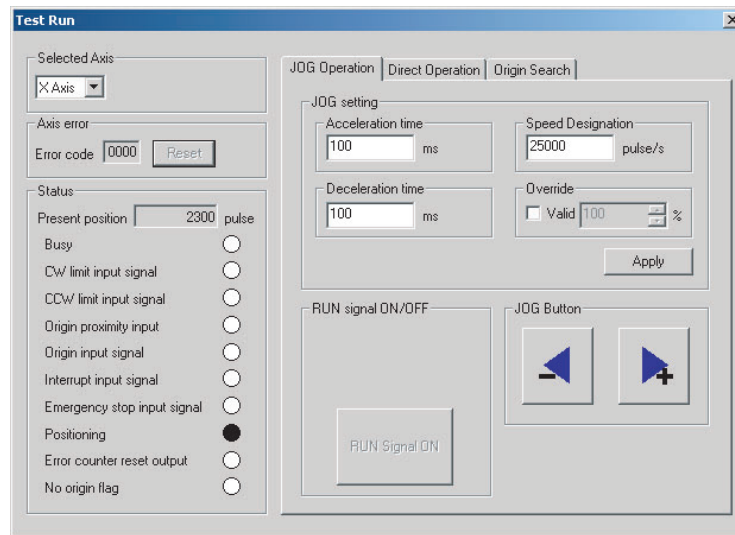 Test Run
Selected Axis
X Axis
Axis error
Error code 0000 Reset
Status
Present position 2300 pulse
Busy
CW limit input signal
CCW limit input signal
Origin proximity input
Origin input signal
Interrupt input signal
Emergency stop input signal
Positioning
Error counter reset output
No origin flag
JOG Operation Direct Operation Origin Search
JOG setting
Acceleration time
100 ms
Speed Designation
25000 pulse/s
Deceleration time
100 ms
Override
Valid 100 %
Apply
RUN signal ON/OFF
RUN Signal ON
JOG Button
- +